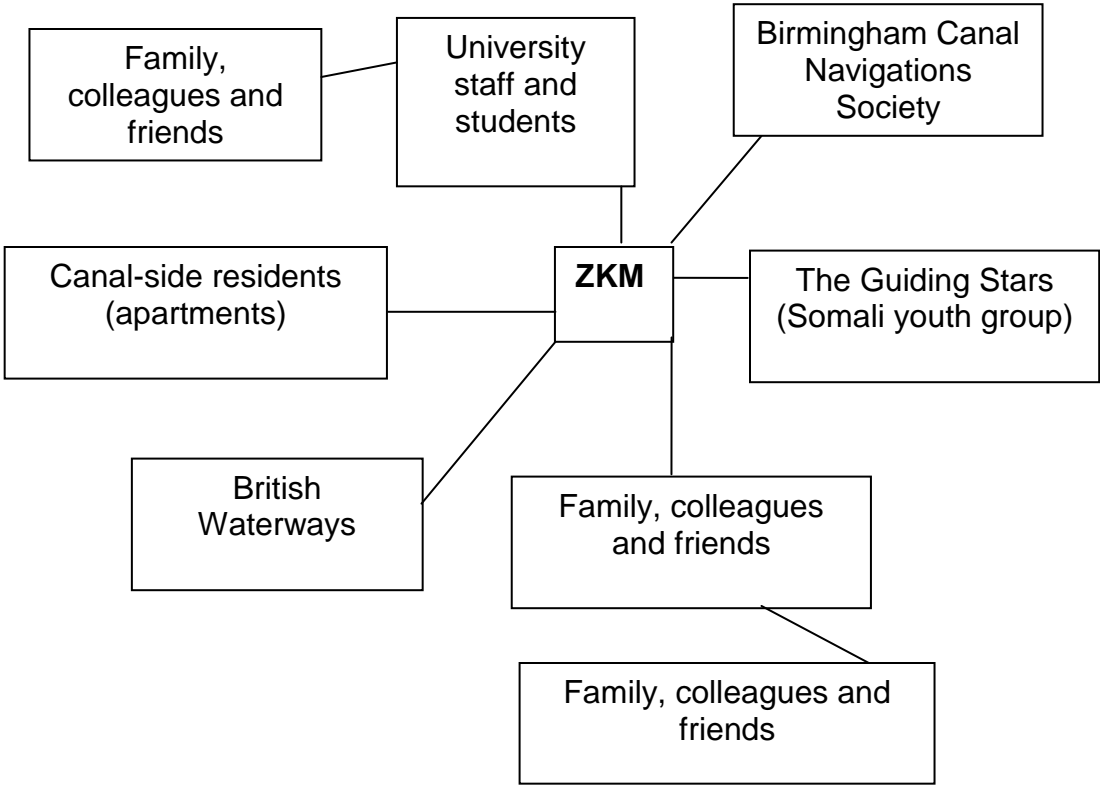 Family,
colleagues and
friends
University
staff and
students
Birmingham Canal
Navigations
Society
Canal-side residents
(apartments)
ZKM
The Guiding Stars
(Somali youth group)
British
Waterways
Family, colleagues
and friends
Family, colleagues and
friends